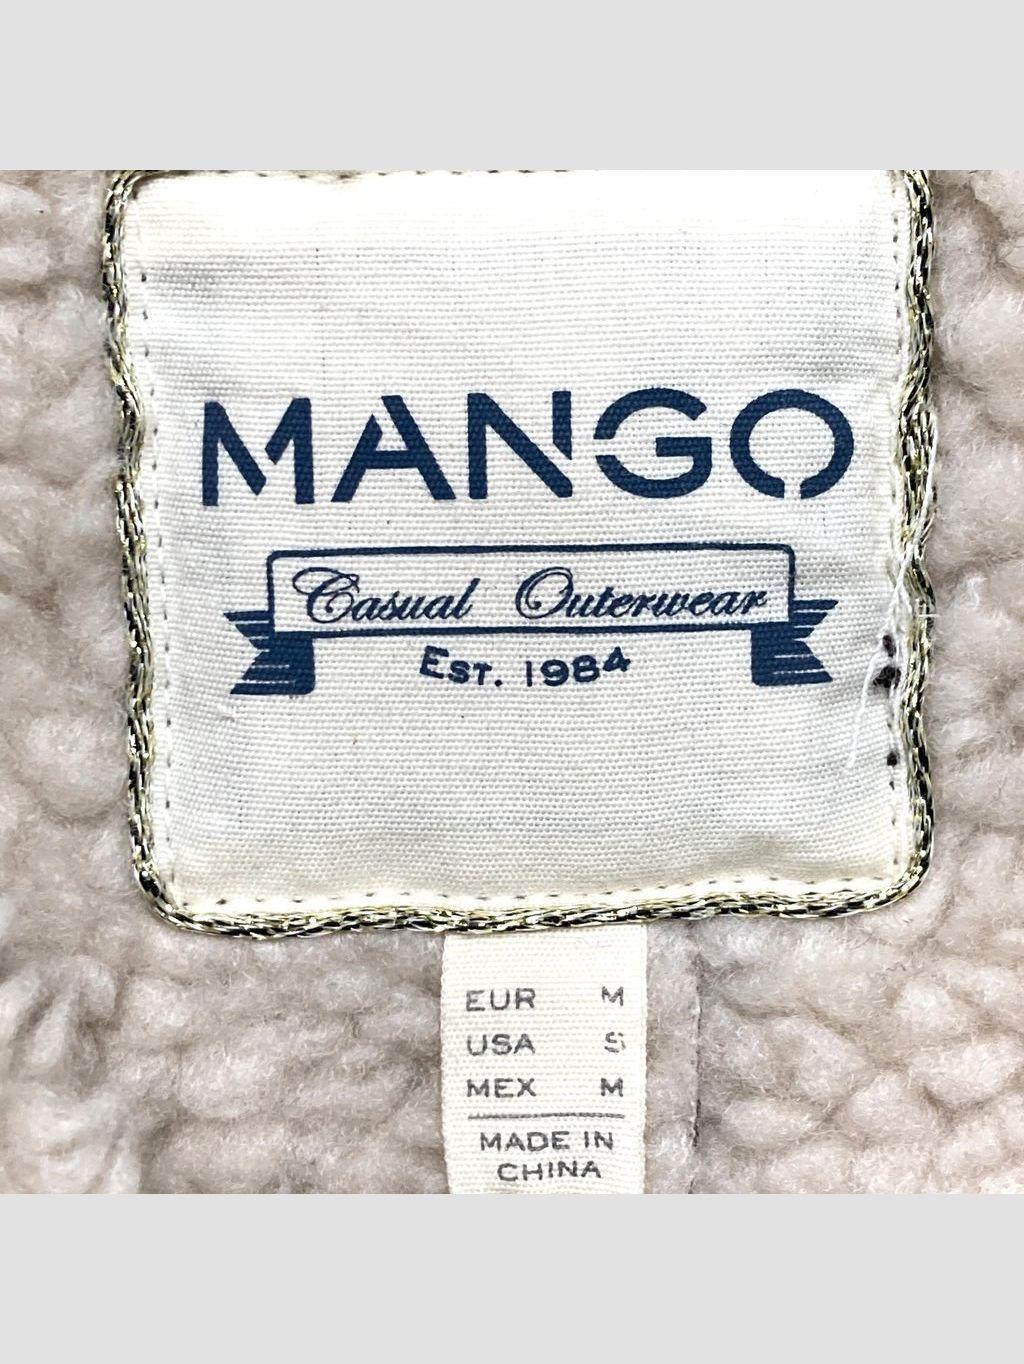 MANGO
Casual Outerwear
EST. 1984
EUR M
USA S
MEX M
MADE IN
CHINA